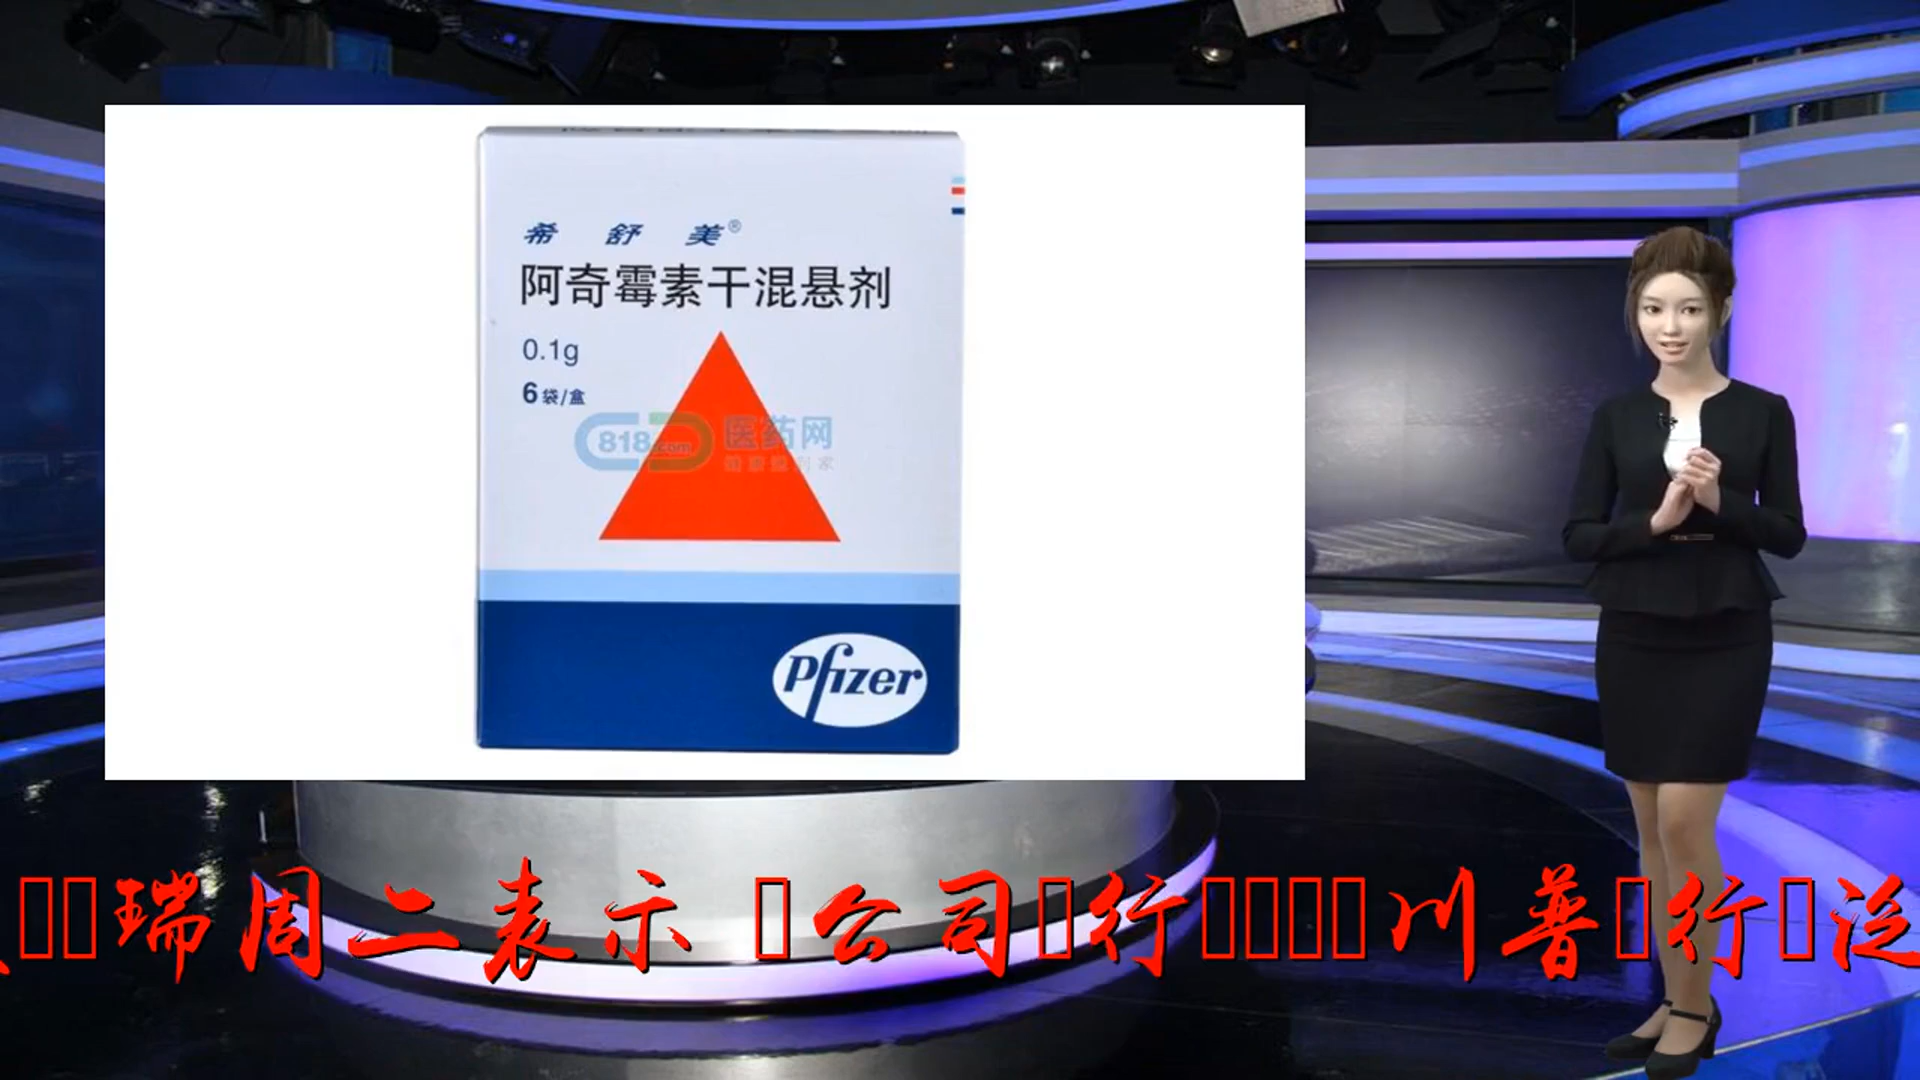 希舒美®
阿奇霉素干混悬剂
0.1g
6袋/盒
818.com 医药网
Pfizer
瑞周二表示 公司行川普行泛